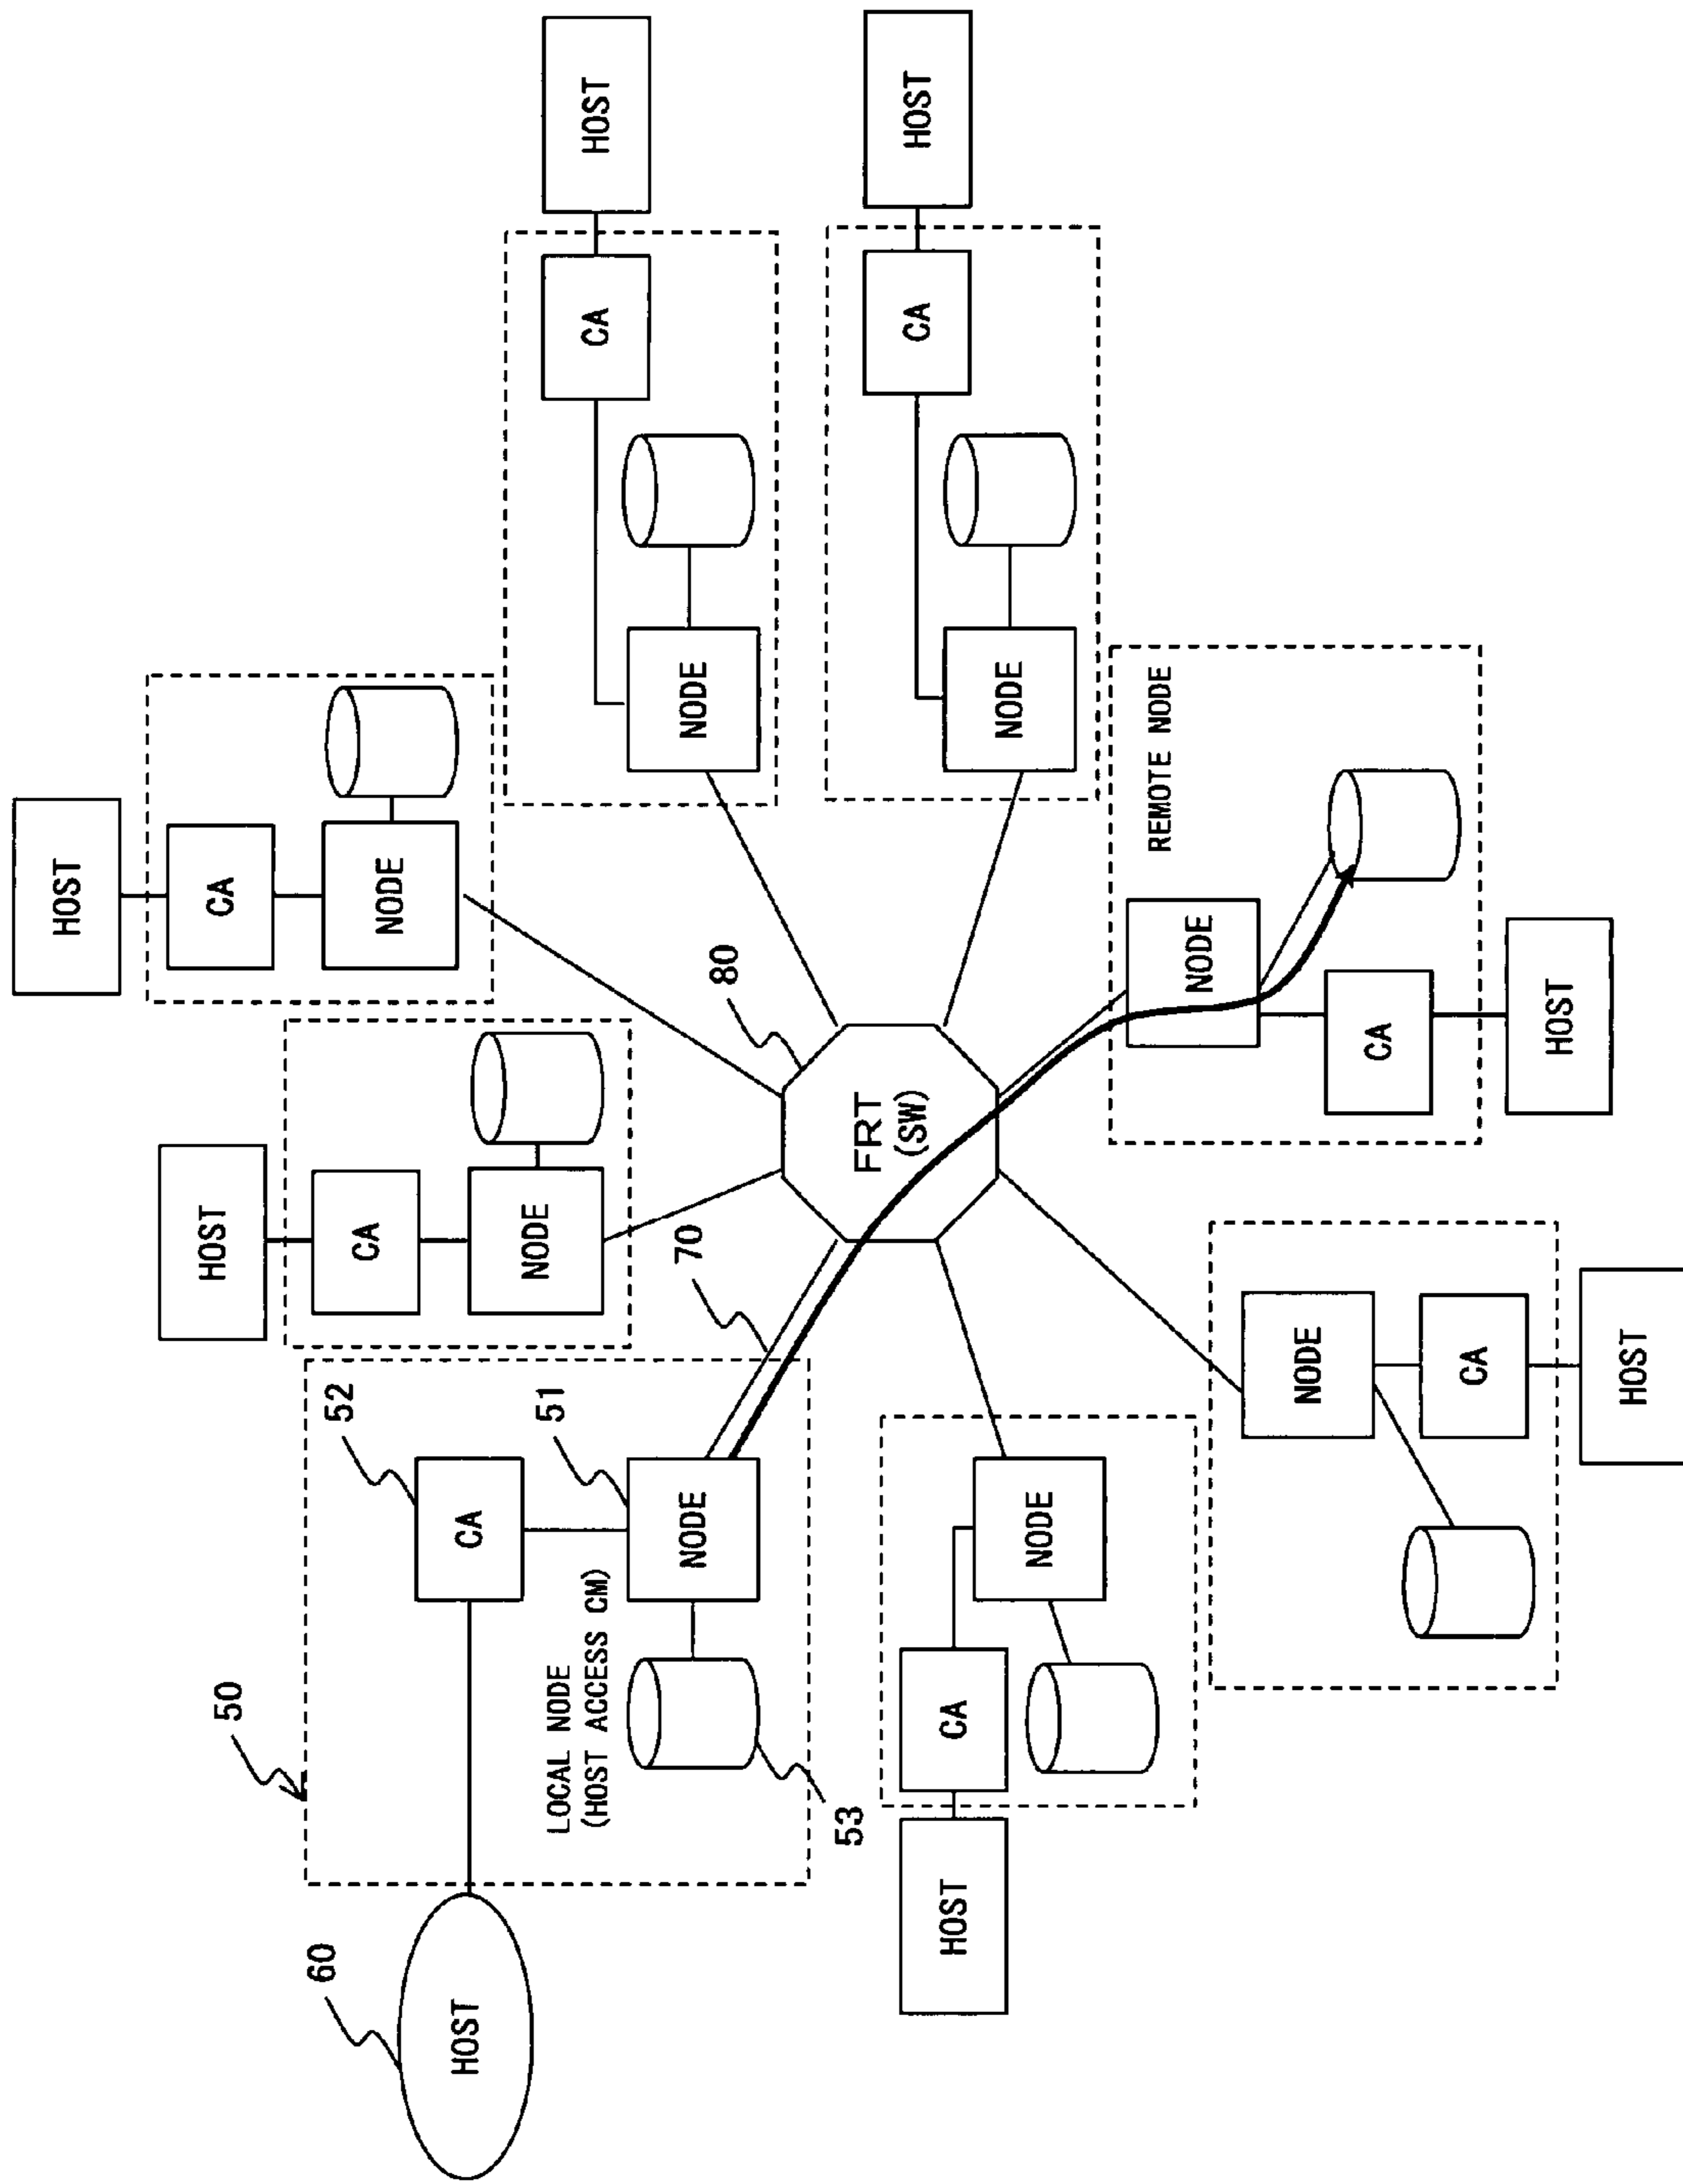 HOST
HOST
CA
50
60
52
CA
NODE
HOST
CA
NODE
51
LOCAL NODE
(HOST ACCESS CM)
CA
HOST
NODE
70
NODE
80
53
FRT
(SW)
CA
HOST
HOST
CA
NODE
NODE
REMOTE NODE
NODE
NODE
CA
CA
HOST
HOST